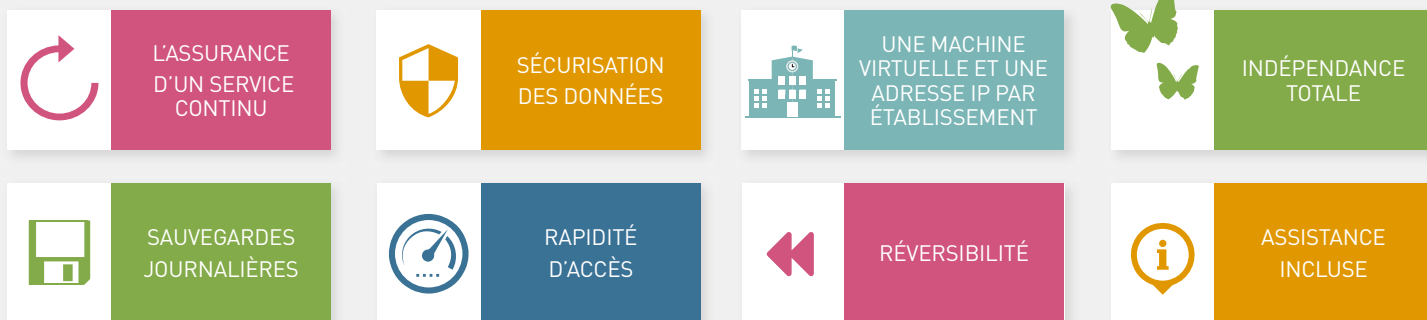 L'ASSURANCE
D'UN SERVICE
CONTINU
SÉCURISATION
DES DONNÉES
UNE MACHINE
VIRTUELLE ET UNE
ADRESSE IP PAR
ÉTABLISSEMENT
INDÉPENDANCE
TOTALE
SAUVEGARDES
JOURNALIÈRES
RAPIDITÉ
D'ACCÈS
RÉVERSIBILITÉ
ASSISTANCE
INCLUSE